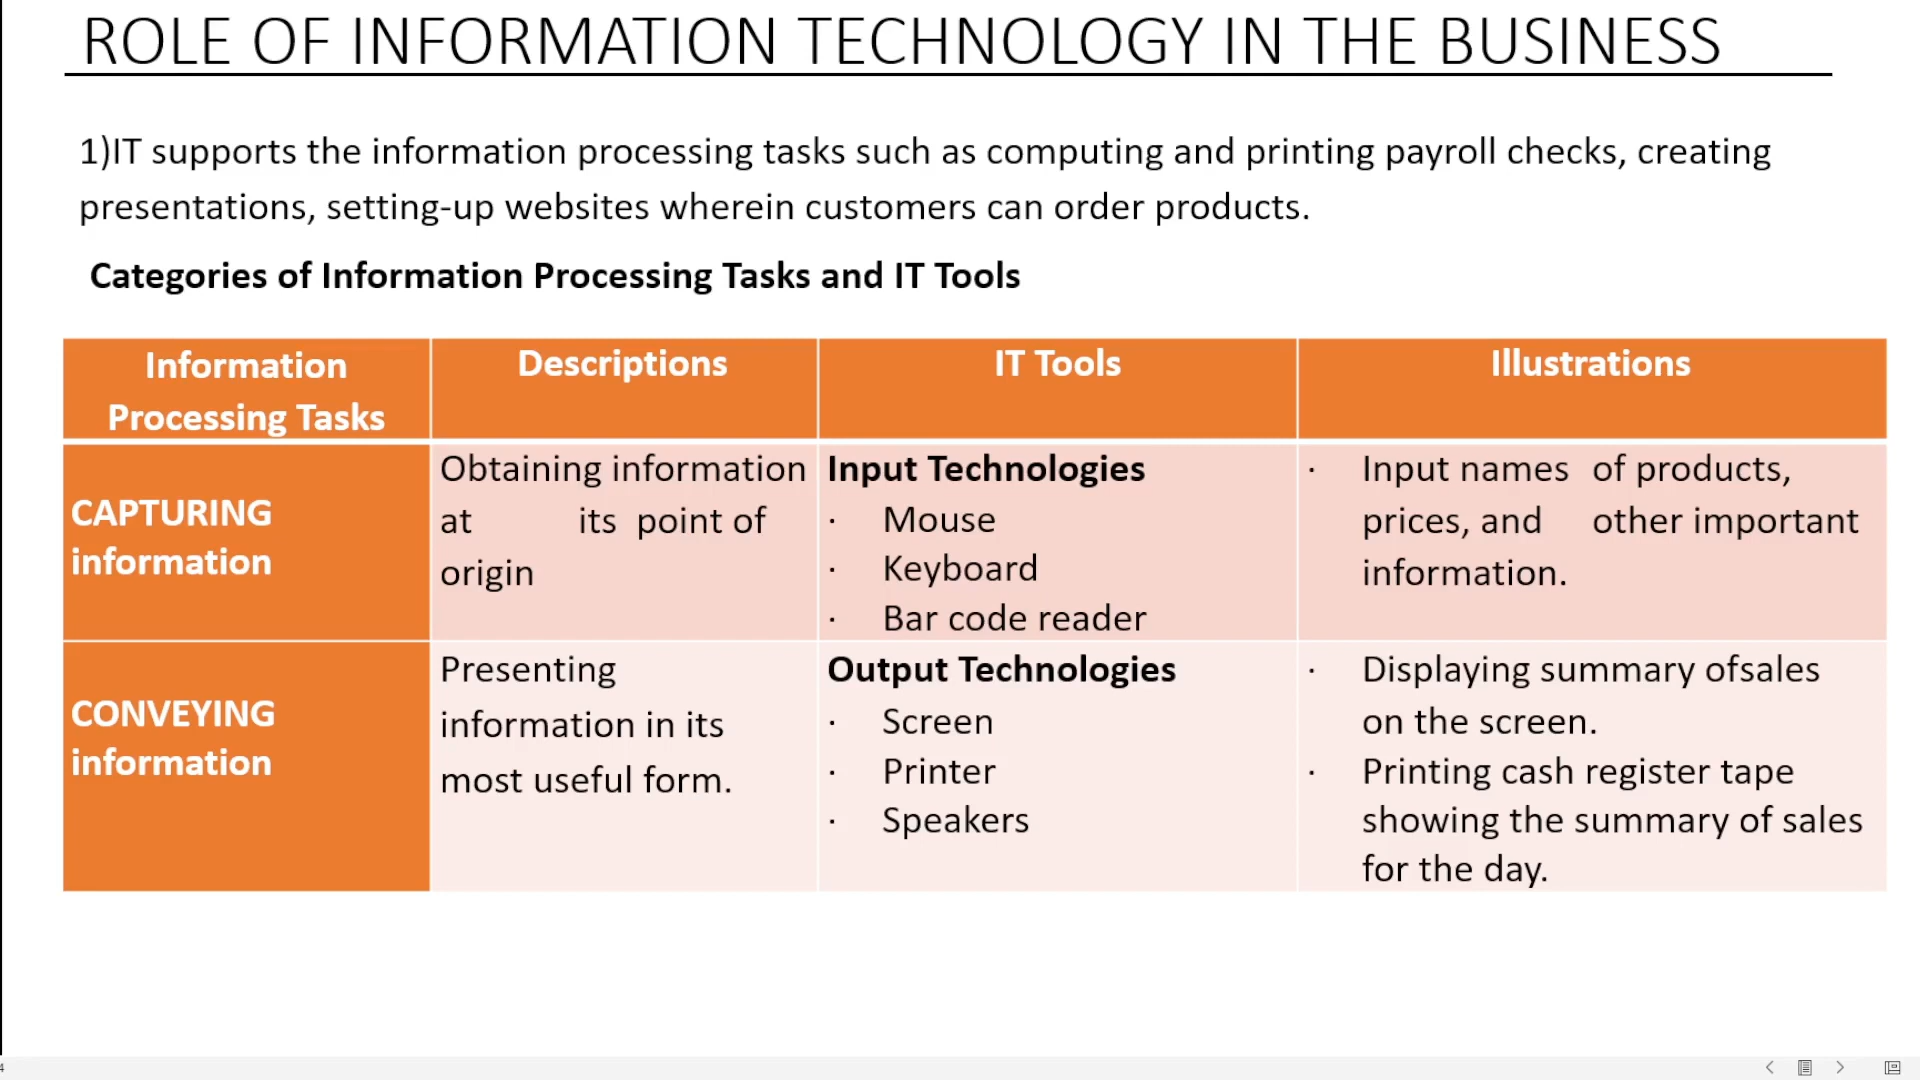 ROLE OF INFORMATION TECHNOLOGY IN THE BUSINESS
1)IT supports the information processing tasks such as computing and printing payroll checks, creating
presentations, setting-up websites wherein customers can order products.
Categories of Information Processing Tasks and IT Tools
Information
Processing Tasks
Descriptions
IT Tools
Illustrations
CAPTURING
information
Obtaining information
at its point of
origin
Input Technologies
· Mouse
· Keyboard
· Bar code reader
· Input names of products,
prices, and other important
information.
CONVEYING
information
Presenting
information in its
most useful form.
Output Technologies
· Screen
· Printer
· Speakers
· Displaying summary ofsales
on the screen.
· Printing cash register tape
showing the summary of sales
for the day.
4